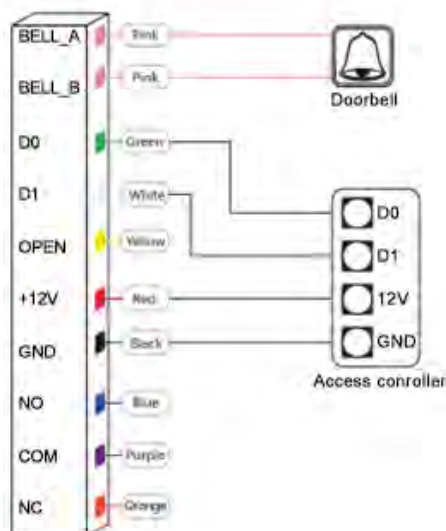 BELL_A Pink
BELL_B Pink
Doorbell
D0 Green D0
D1 White D1
OPEN Yellow
+12V Red 12V
GND Black GND
Access conroller
NO Blue
COM Purple
NC Orange